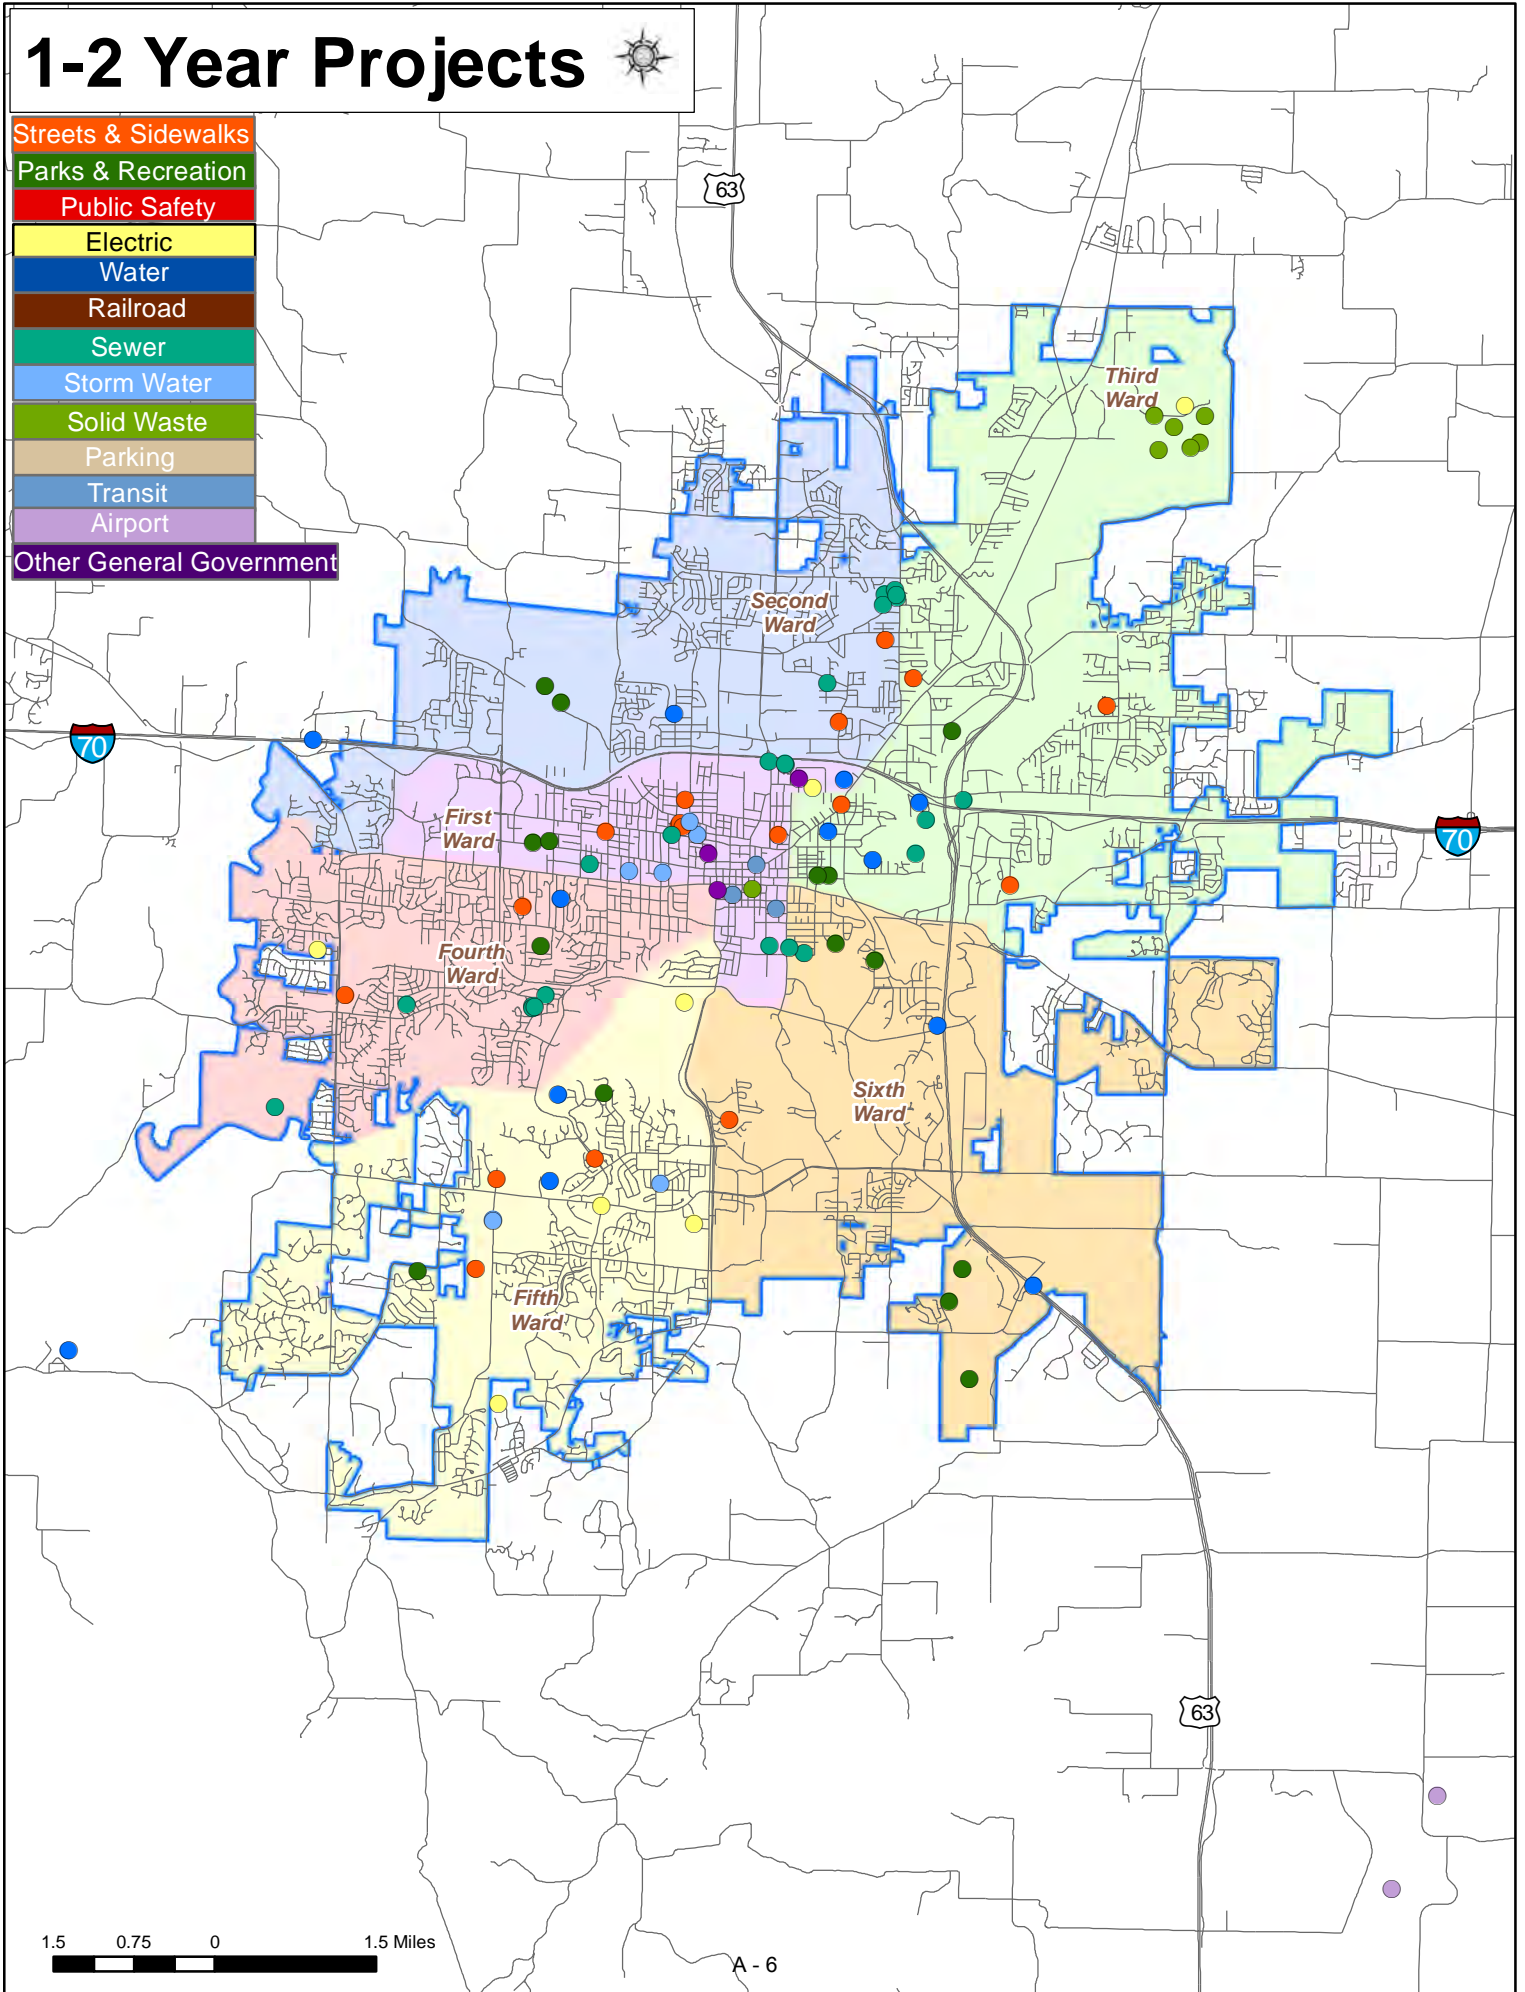 1-2 Year Projects
Streets & Sidewalks
Parks & Recreation
Public Safety
Electric
Water
Railroad
Sewer
Storm Water
Solid Waste
Parking
Transit
Airport
Other General Government
63
Third
Ward
Second
Ward
70
First
Ward
70
Fourth
Ward
Sixth
Ward
Fifth
Ward
63
1.5 0.75 0 1.5 Miles
A - 6